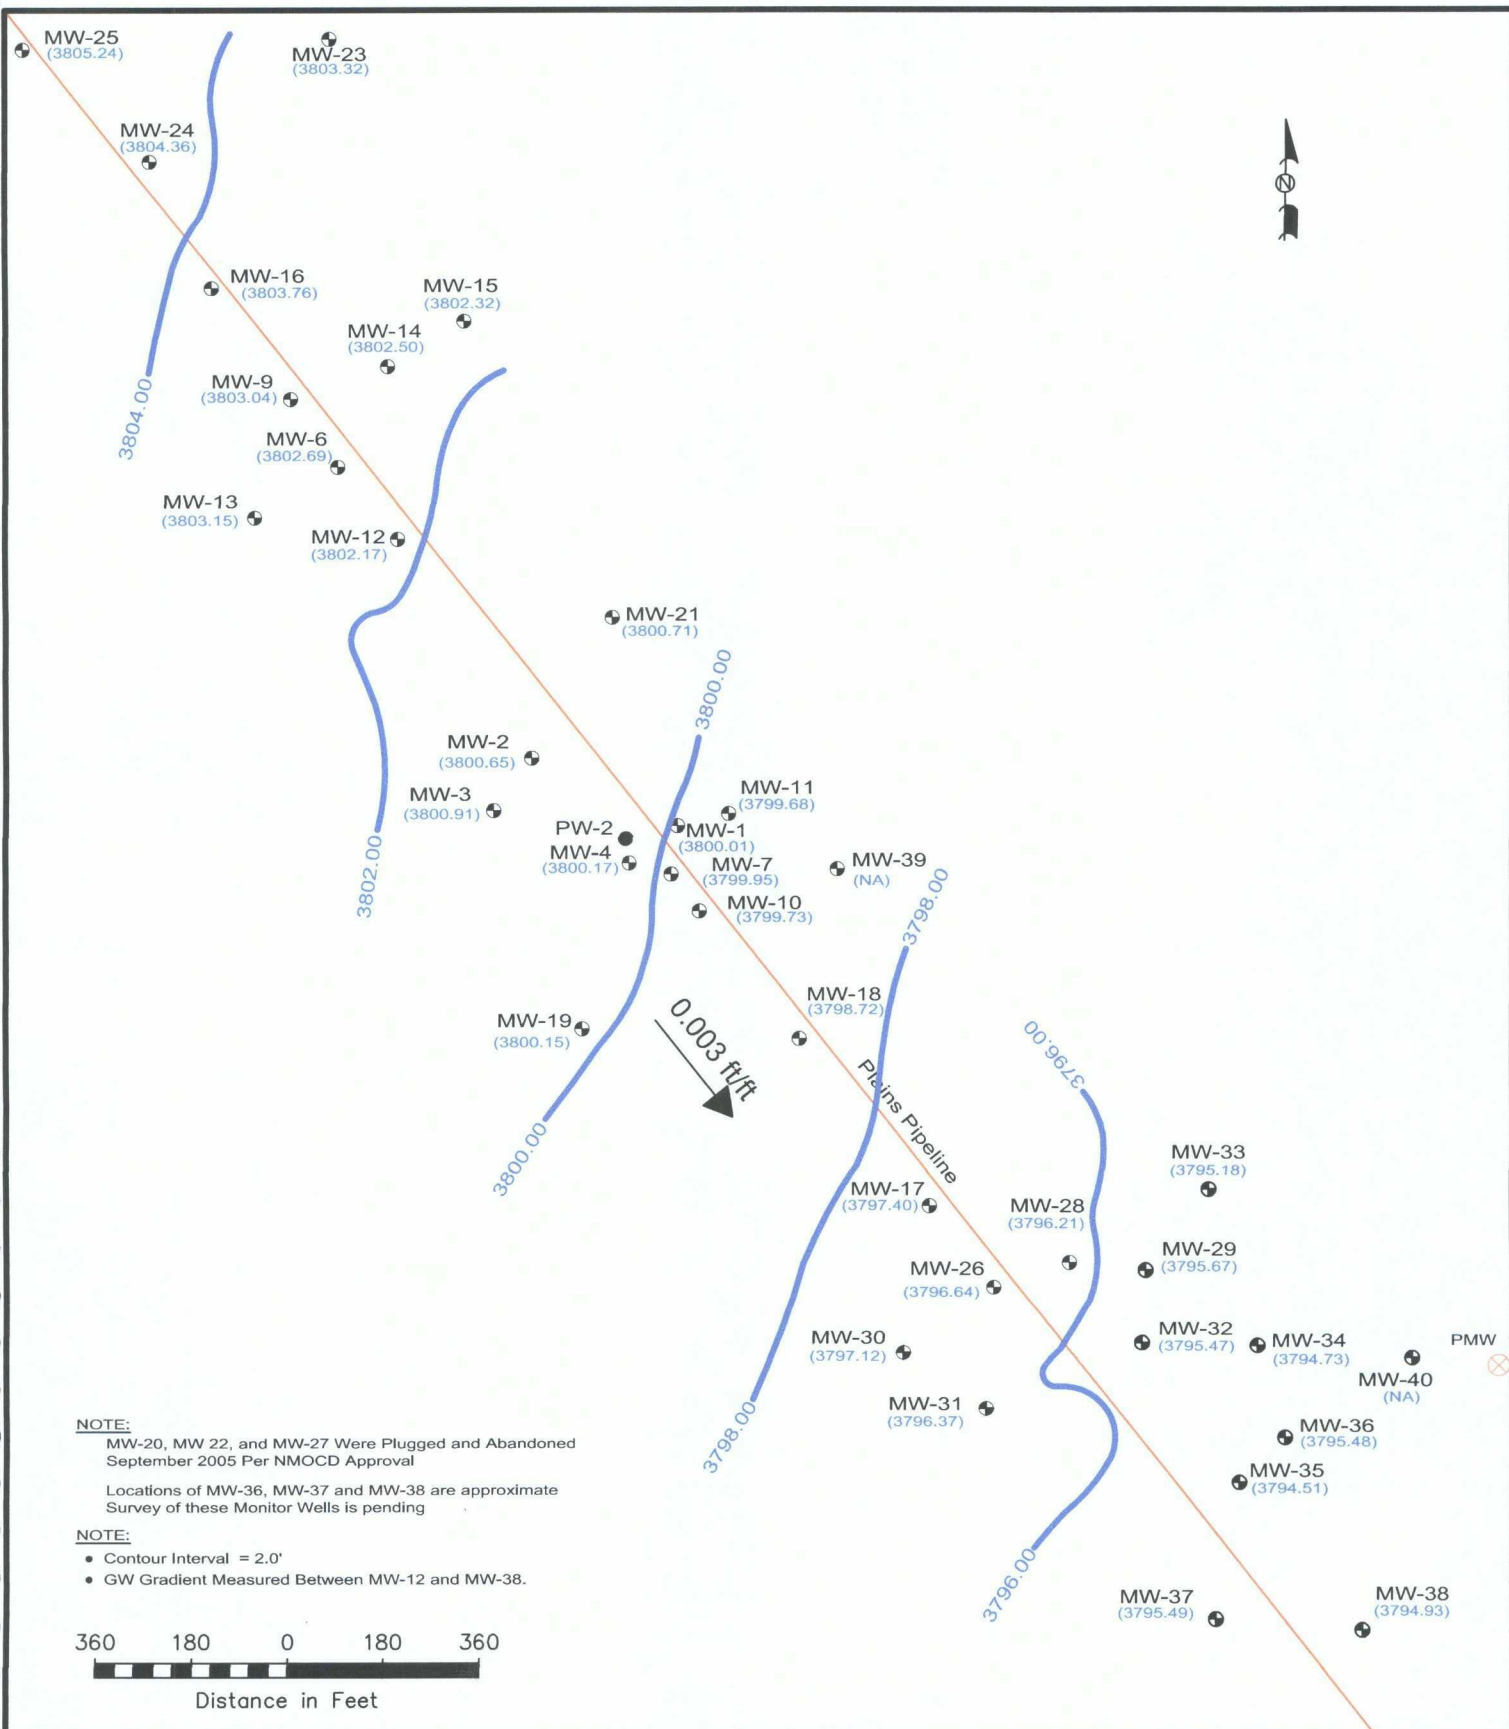 MW-25
(3805.24)
MW-23
(3803.32)
MW-24
(3804.36)
N
MW-16
(3803.76)
MW-15
(3802.32)
MW-14
(3802.50)
MW-9
(3803.04)
3804.00
MW-6
(3802.69)
MW-13
(3803.15)
MW-12
(3802.17)
MW-21
(3800.71)
3800.00
MW-2
(3800.65)
MW-3
(3800.91)
MW-11
(3799.68)
PW-2
MW-1
(3800.01)
MW-4
(3800.17)
MW-7
(3799.95)
MW-39
(NA)
3802.00
MW-10
(3799.73)
3798.00
MW-18
(3798.72)
MW-19
(3800.15)
0.003 ft/ft
3796.00
Plains Pipeline
3800.00
MW-33
(3795.18)
MW-17
(3797.40)
MW-28
(3796.21)
MW-29
(3795.67)
MW-26
(3796.64)
MW-30
(3797.12)
MW-32
(3795.47)
MW-34
(3794.73)
PMW
MW-40
(NA)
MW-31
(3796.37)
3798.00
MW-36
(3795.48)
MW-35
(3794.51)
NOTE:
MW-20, MW 22, and MW-27 Were Plugged and Abandoned
September 2005 Per NMOCD Approval
Locations of MW-36, MW-37 and MW-38 are approximate
Survey of these Monitor Wells is pending
NOTE:
• Contour Interval = 2.0'
• GW Gradient Measured Between MW-12 and MW-38.
3796.00
MW-37
(3795.49)
MW-38
(3794.93)
360 180 0 180 360
Distance in Feet